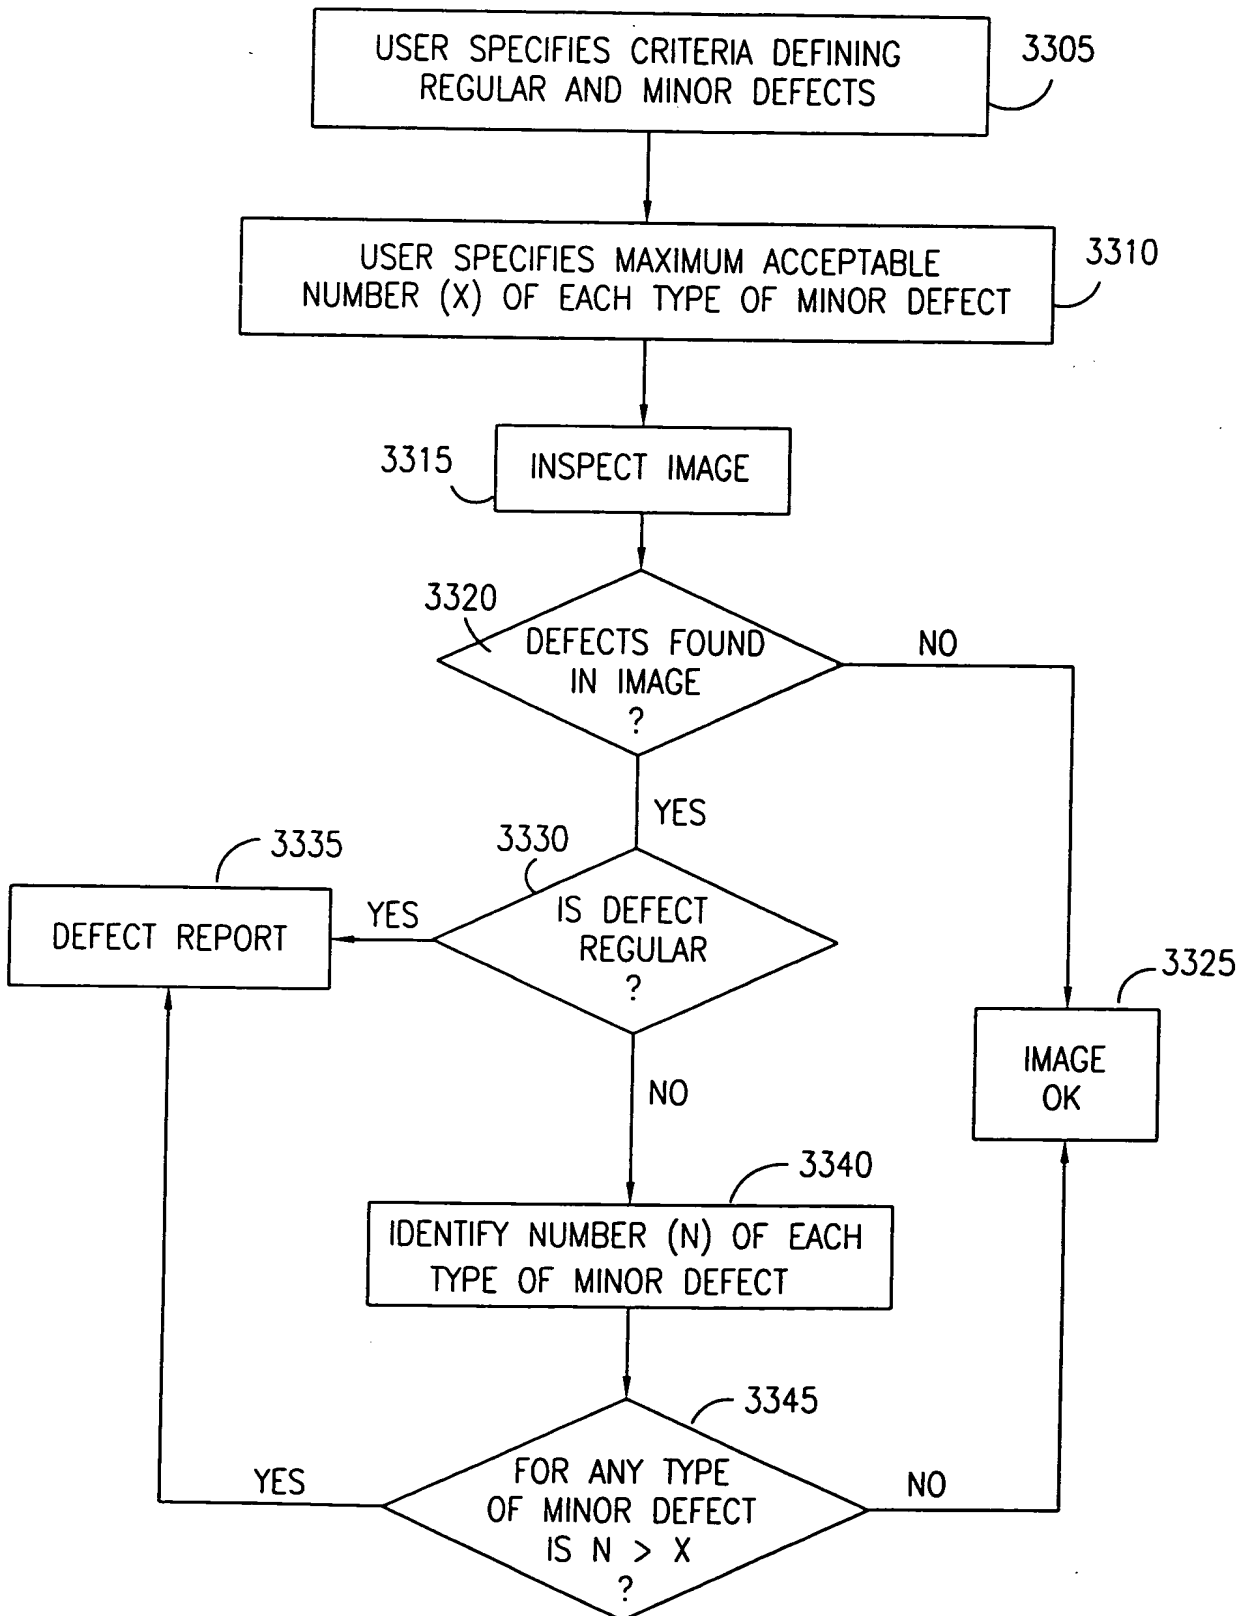 USER SPECIFIES CRITERIA DEFINING
REGULAR AND MINOR DEFECTS
3305
USER SPECIFIES MAXIMUM ACCEPTABLE
NUMBER (X) OF EACH TYPE OF MINOR DEFECT
3310
3315
INSPECT IMAGE
3320
DEFECTS FOUND
IN IMAGE
?
NO
YES
3335
3330
DEFECT REPORT
YES
IS DEFECT
REGULAR
?
3325
IMAGE
OK
NO
3340
IDENTIFY NUMBER (N) OF EACH
TYPE OF MINOR DEFECT
3345
YES
FOR ANY TYPE
OF MINOR DEFECT
IS N > X
?
NO